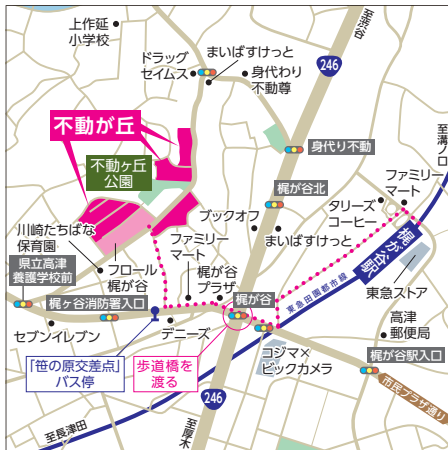 上作延
小学校
ドラッグ
セイムス
まいばすけっと
身代わり
不動尊
至渋谷
246
至溝ノ口
不動が丘
不動ヶ丘
公園
身代り不動
梶が谷北
タリーズ
コーヒー
ファミリー
マート
梶が谷駅
ブックオフ
まいばすけっと
川崎たちばな
保育園
県立高津
養護学校前
フロール
梶が谷
ファミリー
マート
梶が谷
プラザ
梶が谷
東急田園都市線
東急ストア
高津
郵便局
梶ヶ谷消防署入口
セブンイレブン
デニーズ
「笹の原交差点」
バス停
歩道橋を
渡る
コジマ×
ビックカメラ
梶が谷駅入口
市民プラザ通り
至長津田
至厚木
246